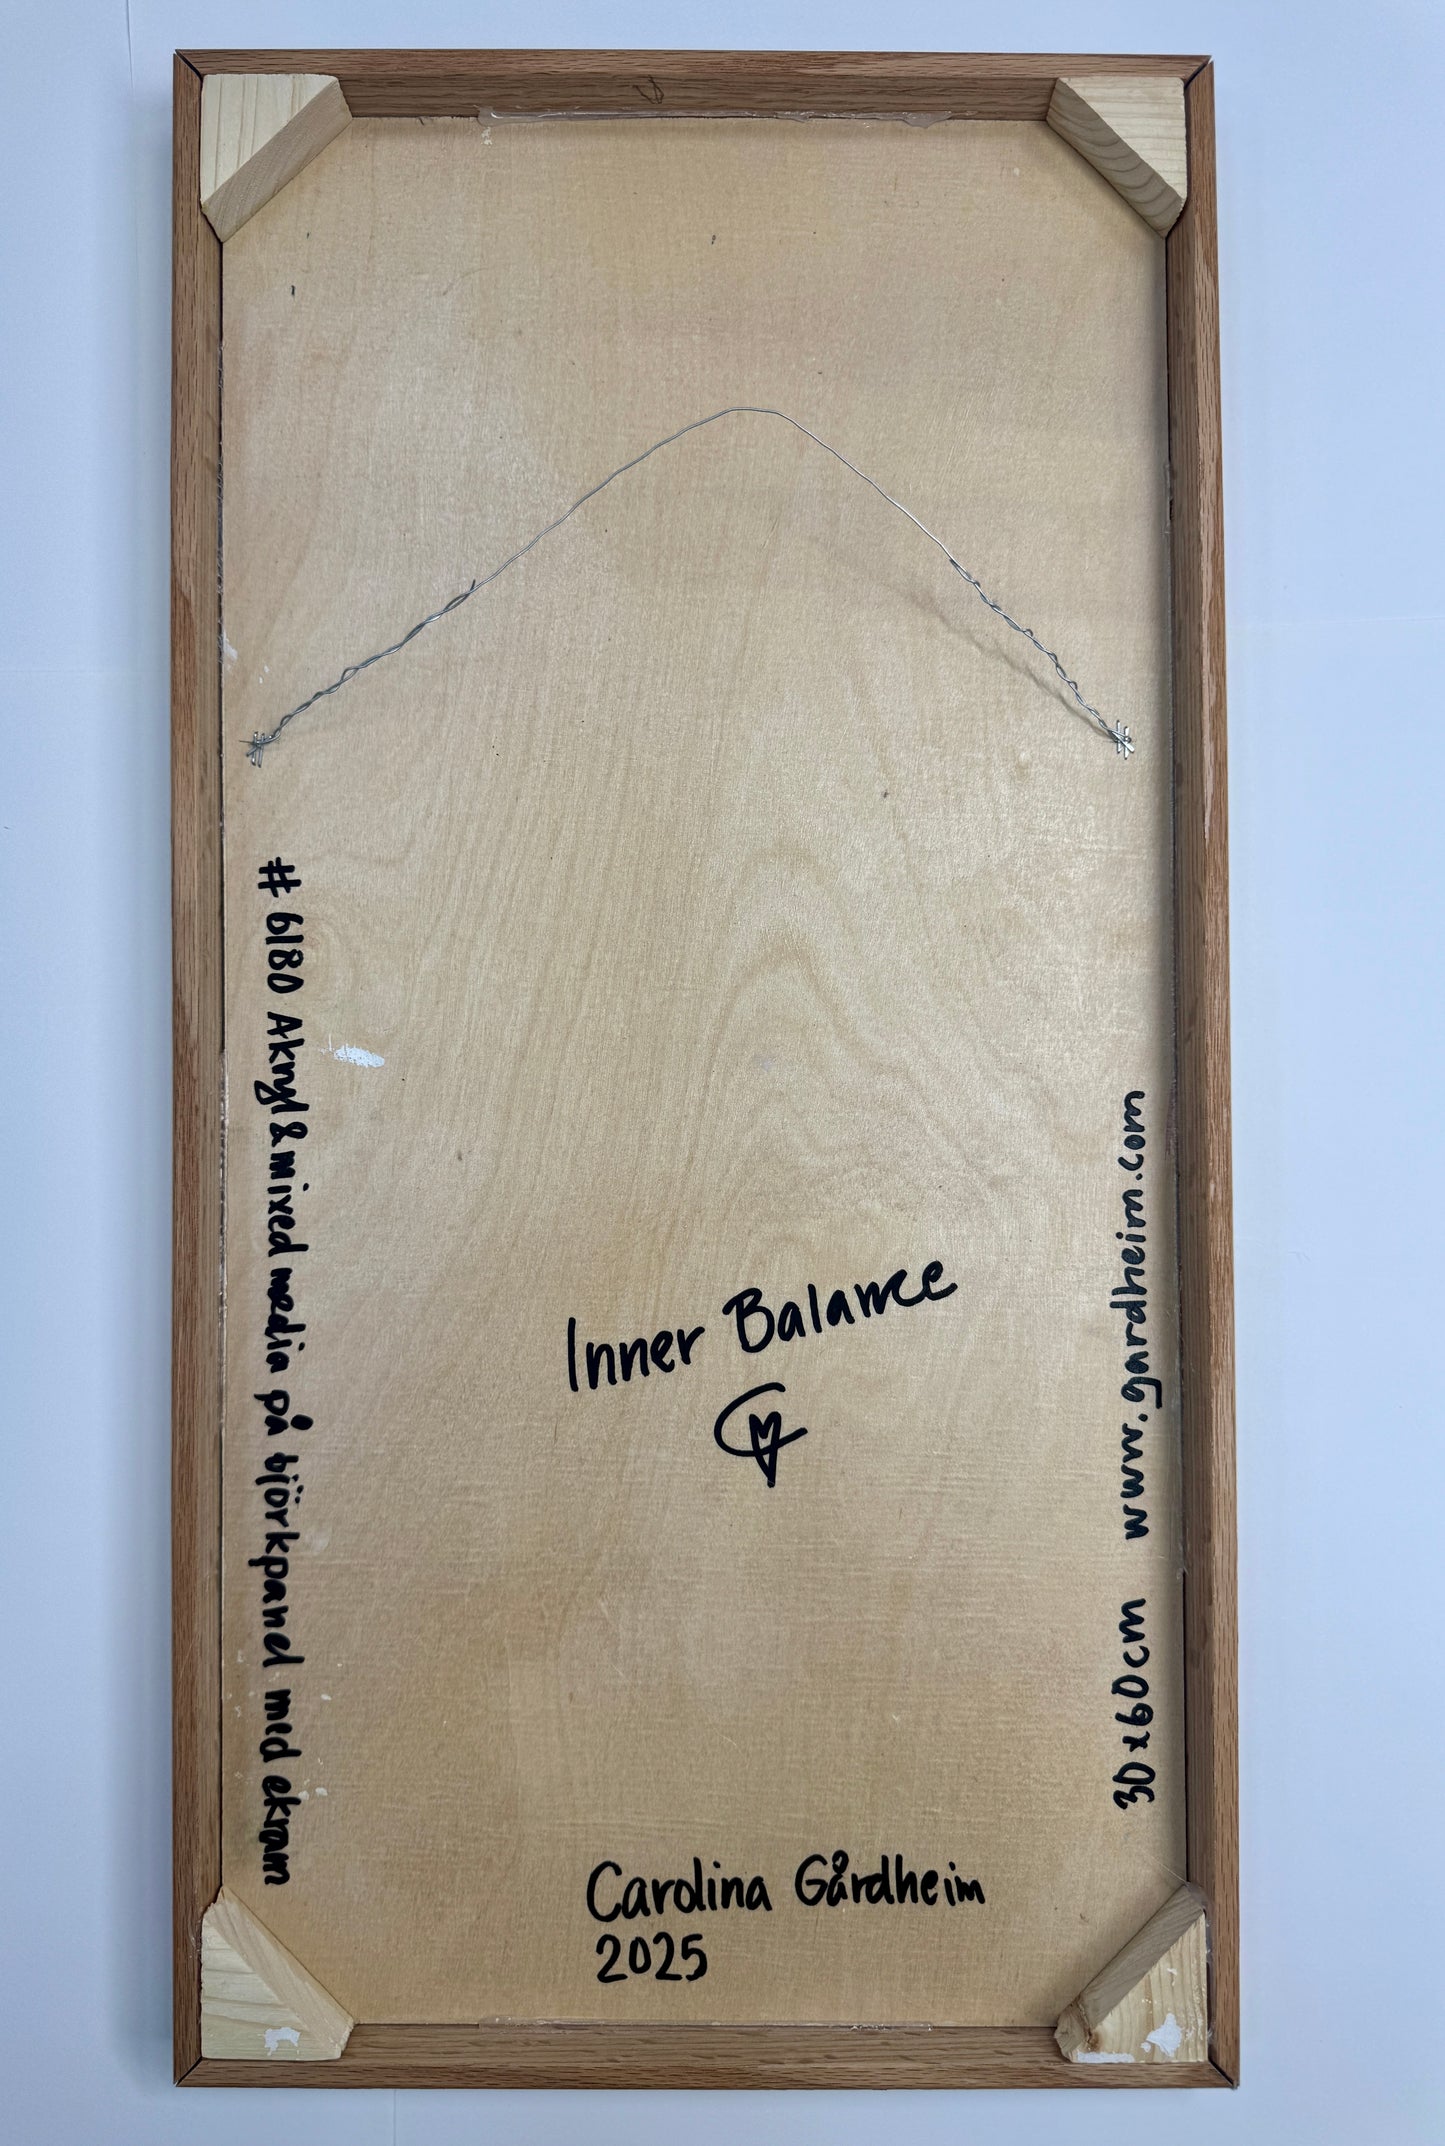 #6180 Akryl & mixed media på björkpanel med ekram
Inner Balance
www.gardheim.com
30x60cm
Carolina Gårdheim
2025